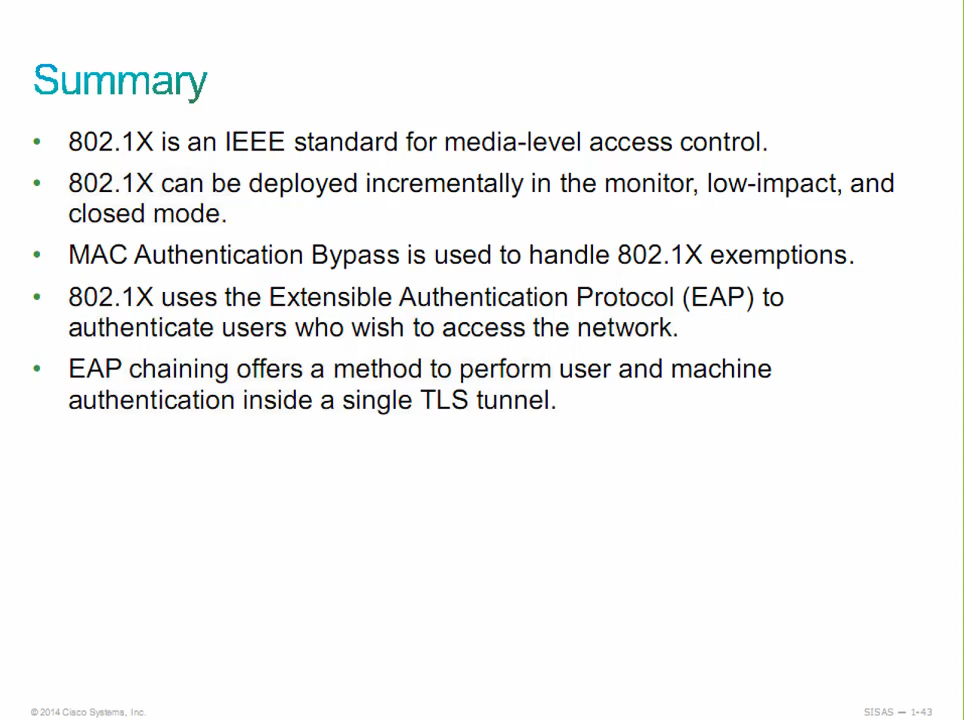 Summary
• 802.1X is an IEEE standard for media-level access control.
• 802.1X can be deployed incrementally in the monitor, low-impact, and
closed mode.
• MAC Authentication Bypass is used to handle 802.1X exemptions.
• 802.1X uses the Extensible Authentication Protocol (EAP) to
authenticate users who wish to access the network.
• EAP chaining offers a method to perform user and machine
authentication inside a single TLS tunnel.
© 2014 Cisco Systems, Inc.
SISAS — 1-43